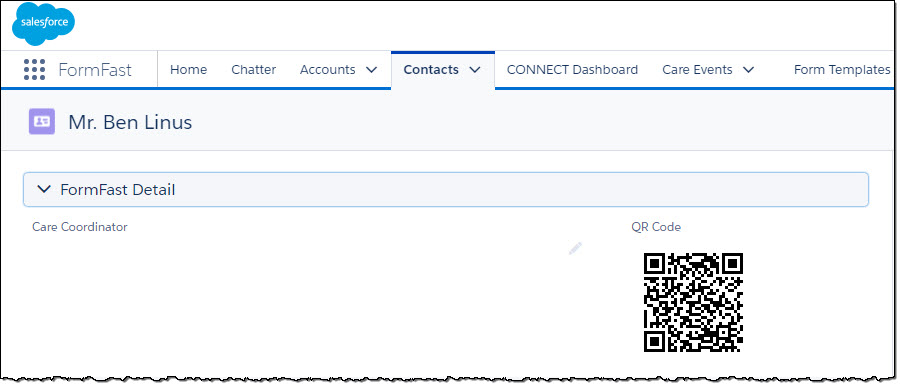 salesforce
FormFast Home Chatter Accounts Contacts CONNECT Dashboard Care Events Form Templates
Mr. Ben Linus
FormFast Detail
Care Coordinator QR Code